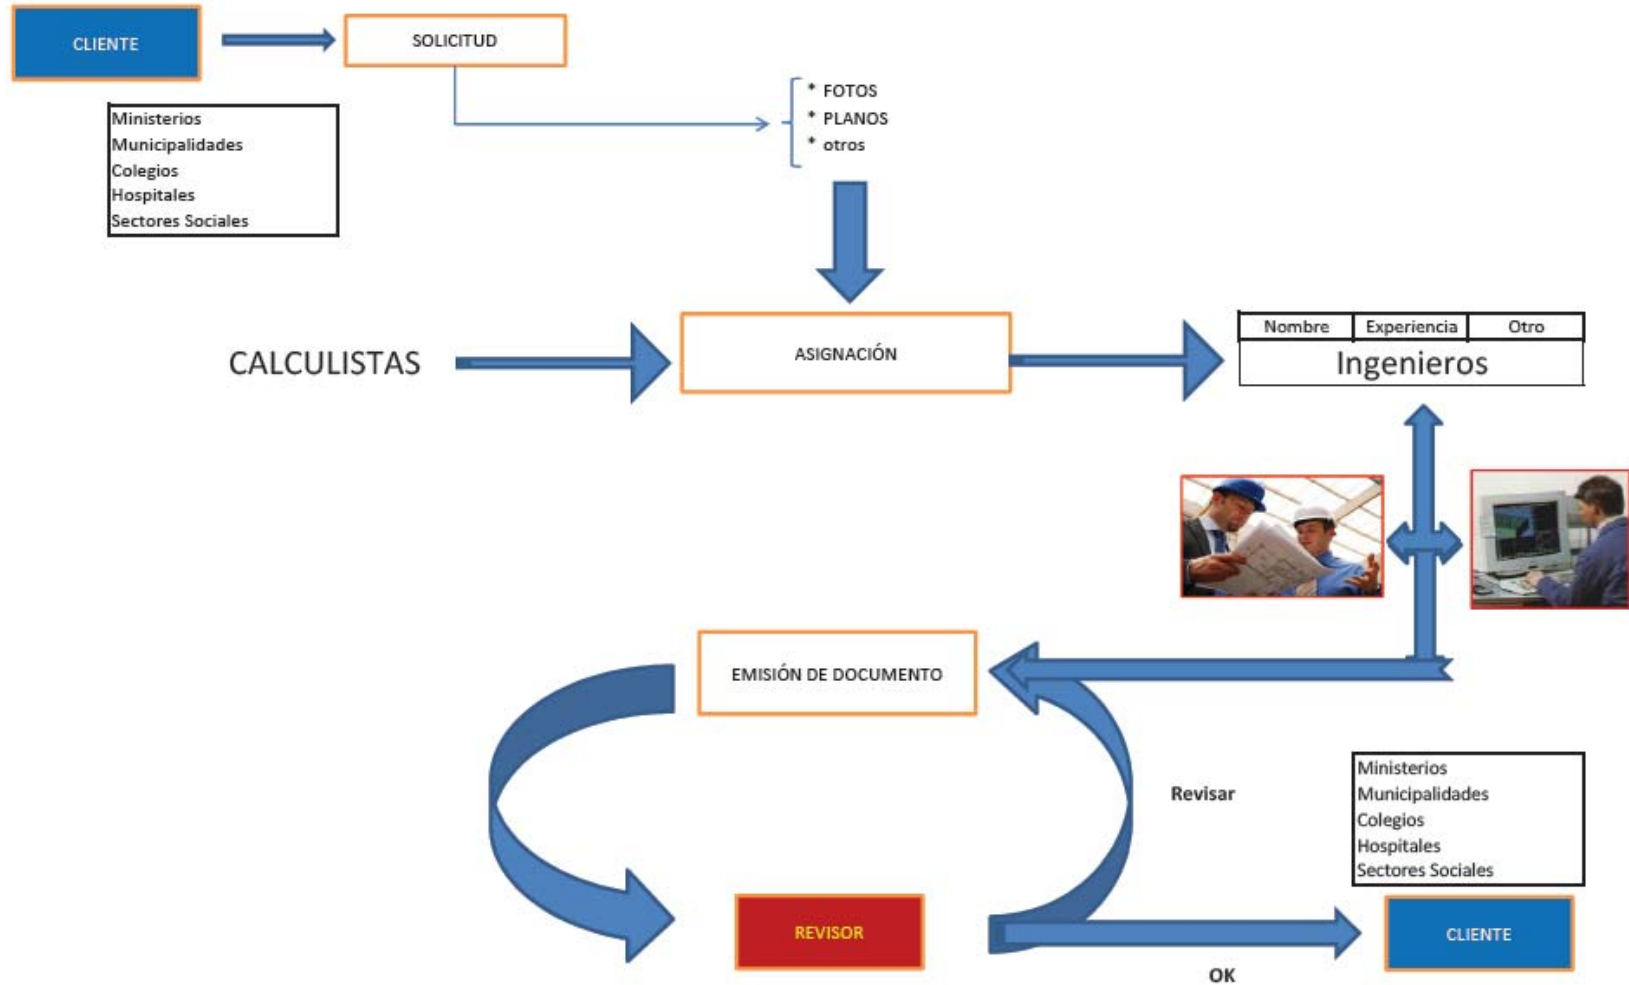 CLIENTE
SOLICITUD
* FOTOS
* PLANOS
* otros
Ministerios
Municipalidades
Colegios
Hospitales
Sectores Sociales
CALCULISTAS
ASIGNACIÓN
Nombre Experiencia Otro
Ingenieros
EMISIÓN DE DOCUMENTO
Revisar
Ministerios
Municipalidades
Colegios
Hospitales
Sectores Sociales
REVISOR
CLIENTE
OK